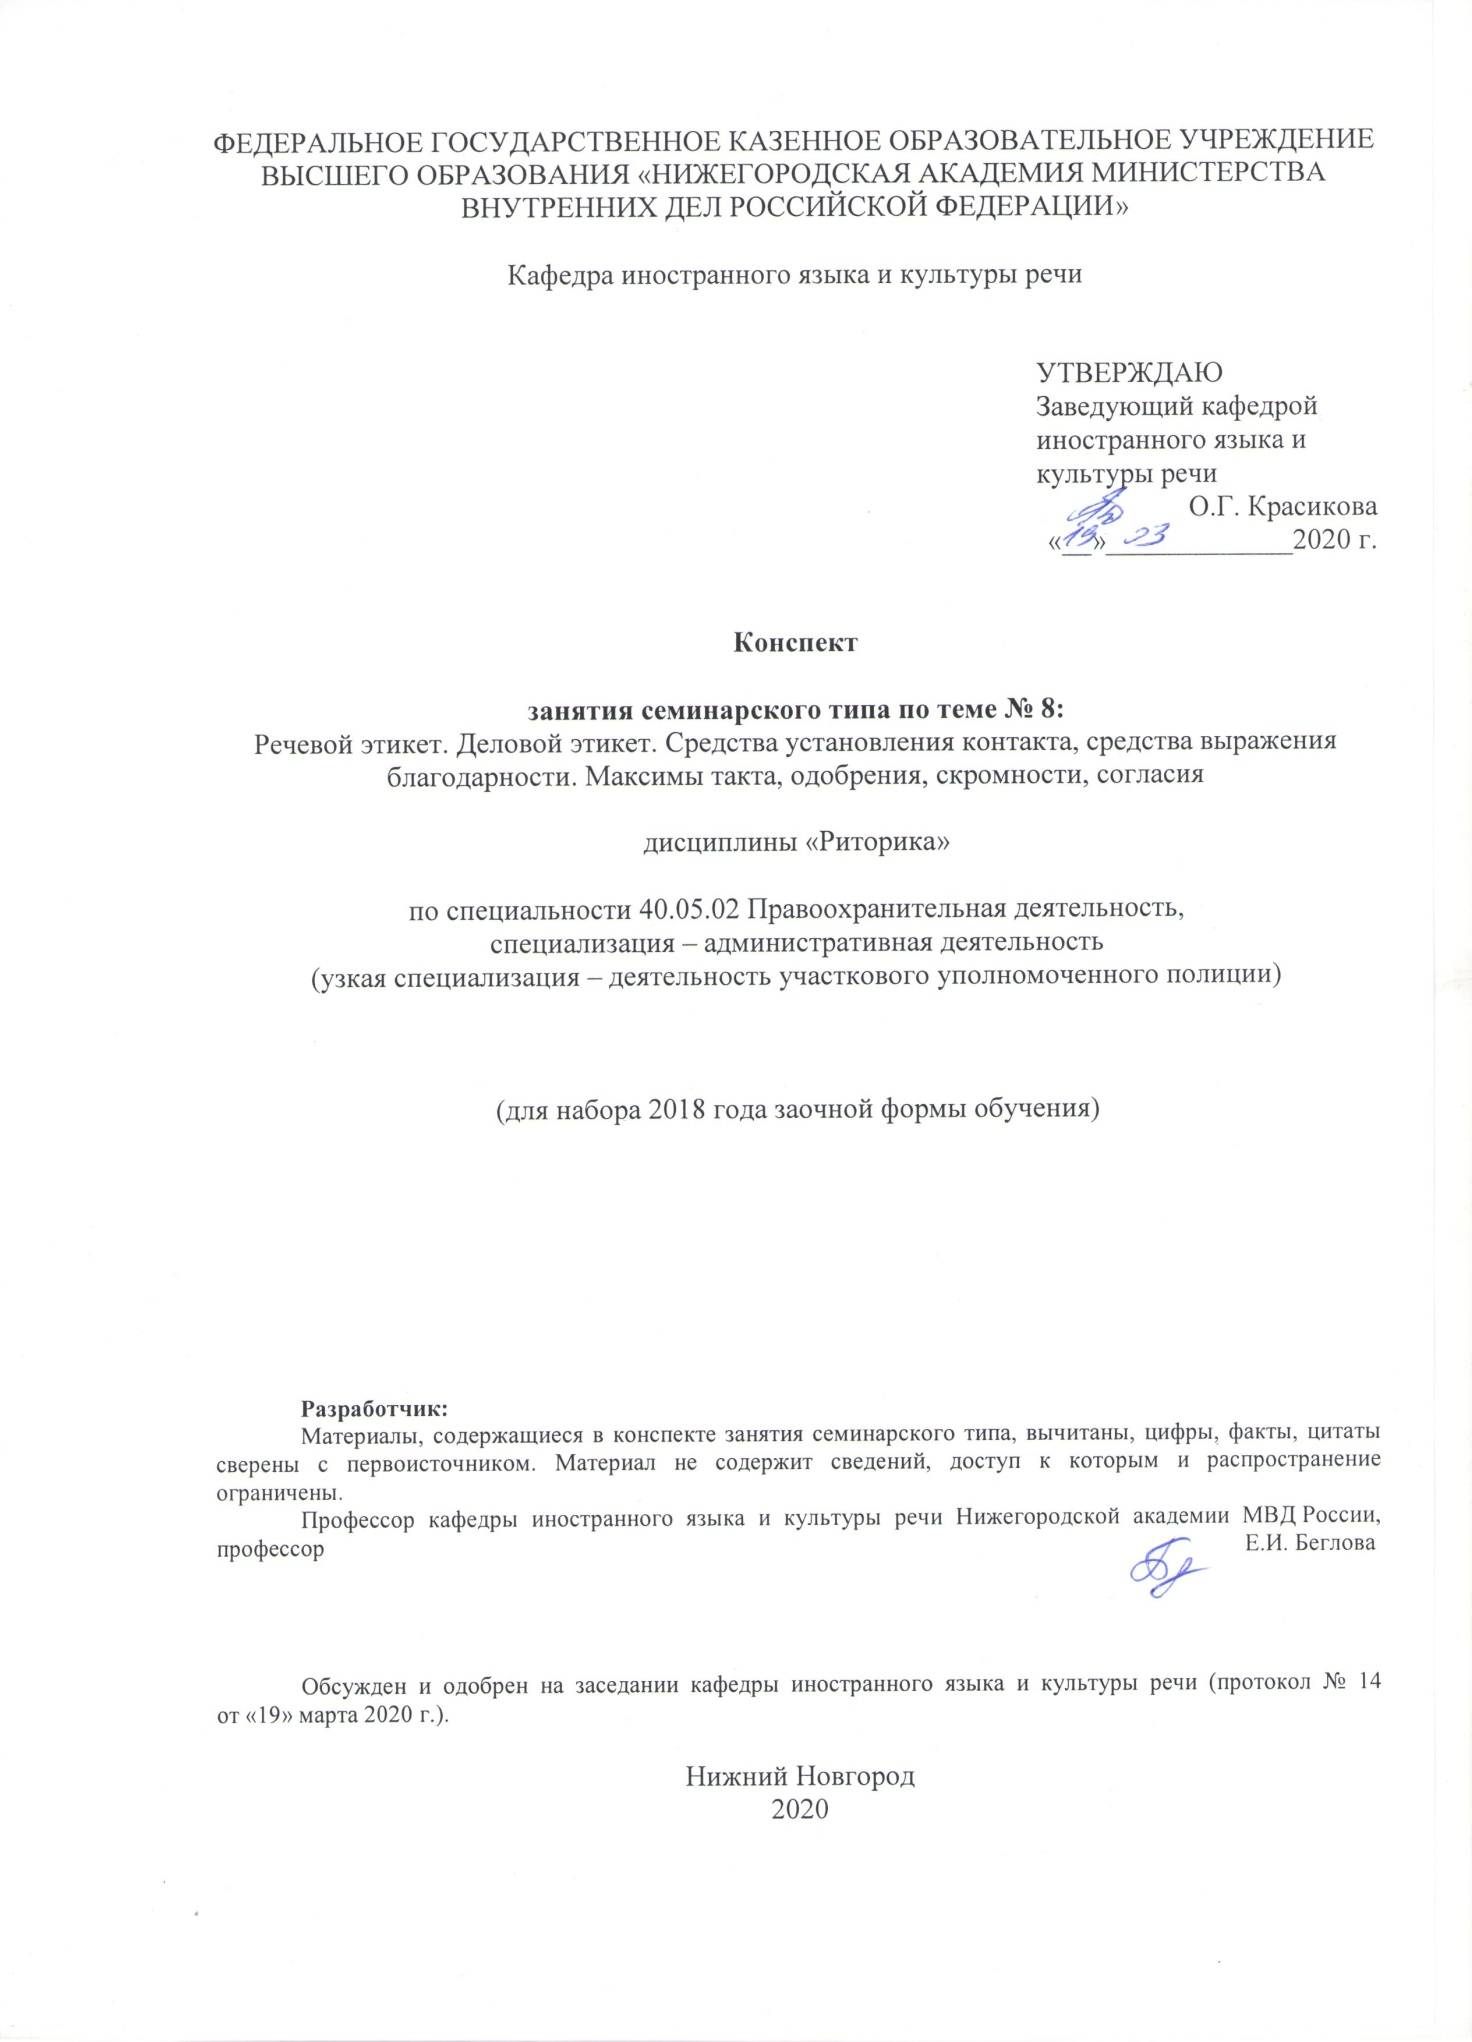 ФЕДЕРАЛЬНОЕ ГОСУДАРСТВЕННОЕ КАЗЕННОЕ ОБРАЗОВАТЕЛЬНОЕ УЧРЕЖДЕНИЕ
ВЫСШЕГО ОБРАЗОВАНИЯ «НИЖЕГОРОДСКАЯ АКАДЕМИЯ МИНИСТЕРСТВА
ВНУТРЕННИХ ДЕЛ РОССИЙСКОЙ ФЕДЕРАЦИИ»
Кафедра иностранного языка и культуры речи
УТВЕРЖДАЮ
Заведующий кафедрой
иностранного языка и
культуры речи
О.Г. Красикова
«19» 03 2020 г.
Конспект
занятия семинарского типа по теме № 8:
Речевой этикет. Деловой этикет. Средства установления контакта, средства выражения
благодарности. Максимы такта, одобрения, скромности, согласия
дисциплины «Риторика»
по специальности 40.05.02 Правоохранительная деятельность,
специализация – административная деятельность
(узкая специализация – деятельность участкового уполномоченного полиции)
(для набора 2018 года заочной формы обучения)
Разработчик:
Материалы, содержащиеся в конспекте занятия семинарского типа, вычитаны, цифры, факты, цитаты
сверены с первоисточником. Материал не содержит сведений, доступ к которым и распространение
ограничены.
Профессор кафедры иностранного языка и культуры речи Нижегородской академии МВД России,
профессор Е.И. Беглова
Обсужден и одобрен на заседании кафедры иностранного языка и культуры речи (протокол № 14
от «19» марта 2020 г.).
Нижний Новгород
2020